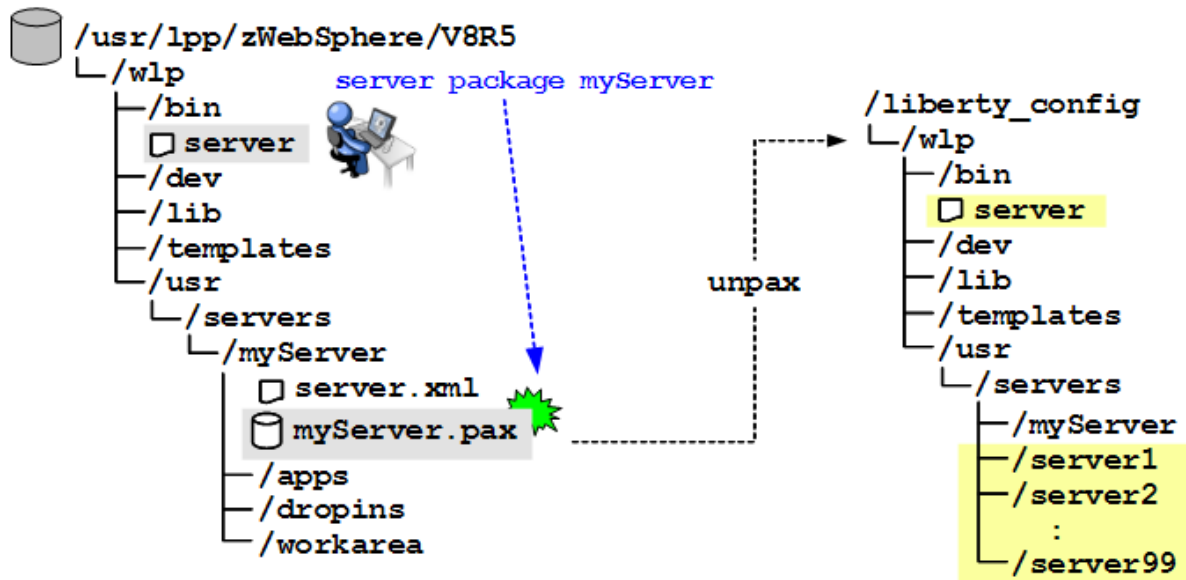 /usr/lpp/zWebSphere/V8R5
/wlp
server package myServer
/bin
server
/dev
/lib
/templates
/usr
/servers
/myServer
server.xml
myServer.pax
/apps
/dropins
/workarea
unpax
/liberty_config
/wlp
/bin
server
/dev
/lib
/templates
/usr
/servers
/myServer
/server1
/server2
:
/server99